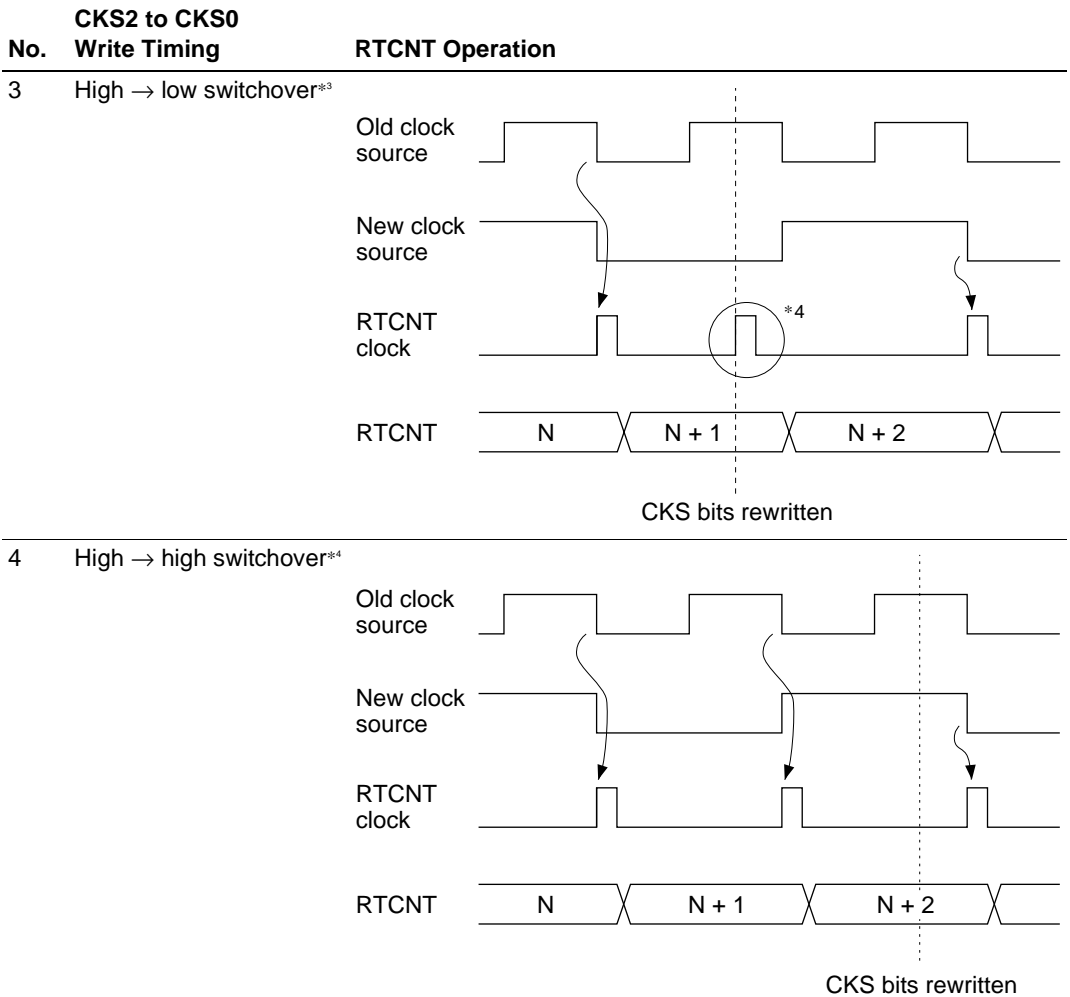 CKS2 to CKS0
No. Write Timing RTCNT Operation
3 High → low switchover*3
Old clock
source
New clock
source
RTCNT
clock
*4
RTCNT N N + 1 N + 2
CKS bits rewritten
4 High → high switchover*4
Old clock
source
New clock
source
RTCNT
clock
RTCNT N N + 1 N + 2
CKS bits rewritten